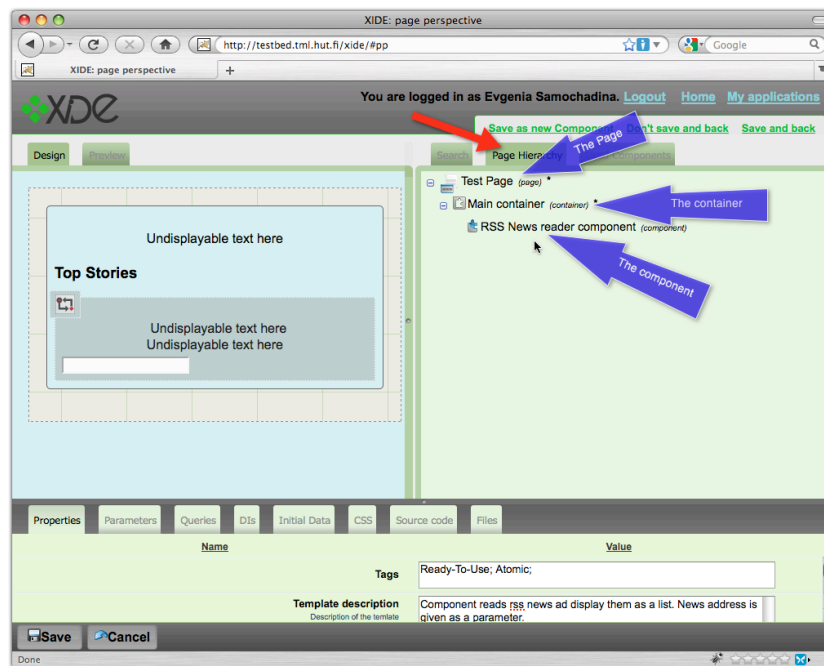 XIDE: page perspective
http://testbed.tml.hut.fi/xide/#pp
Google
XIDE: page perspective
+
XIDE
You are logged in as Evgenia Samochadina. Logout Home My applications
Save as new Component Don't save and back Save and back
Design Preview
Search Page Hierarchy Components
The Page
Test Page (page) *
Main container (container) *
The container
RSS News reader component (component)
The component
Undisplayable text here
Top Stories
Undisplayable text here
Undisplayable text here
Properties Parameters Queries DIs Initial Data CSS Source code Files
Name Value
Tags Ready-To-Use; Atomic;
Template description Component reads rss news ad display them as a list. News address is
Description of the temlate given as a parameter.
Save Cancel
Done